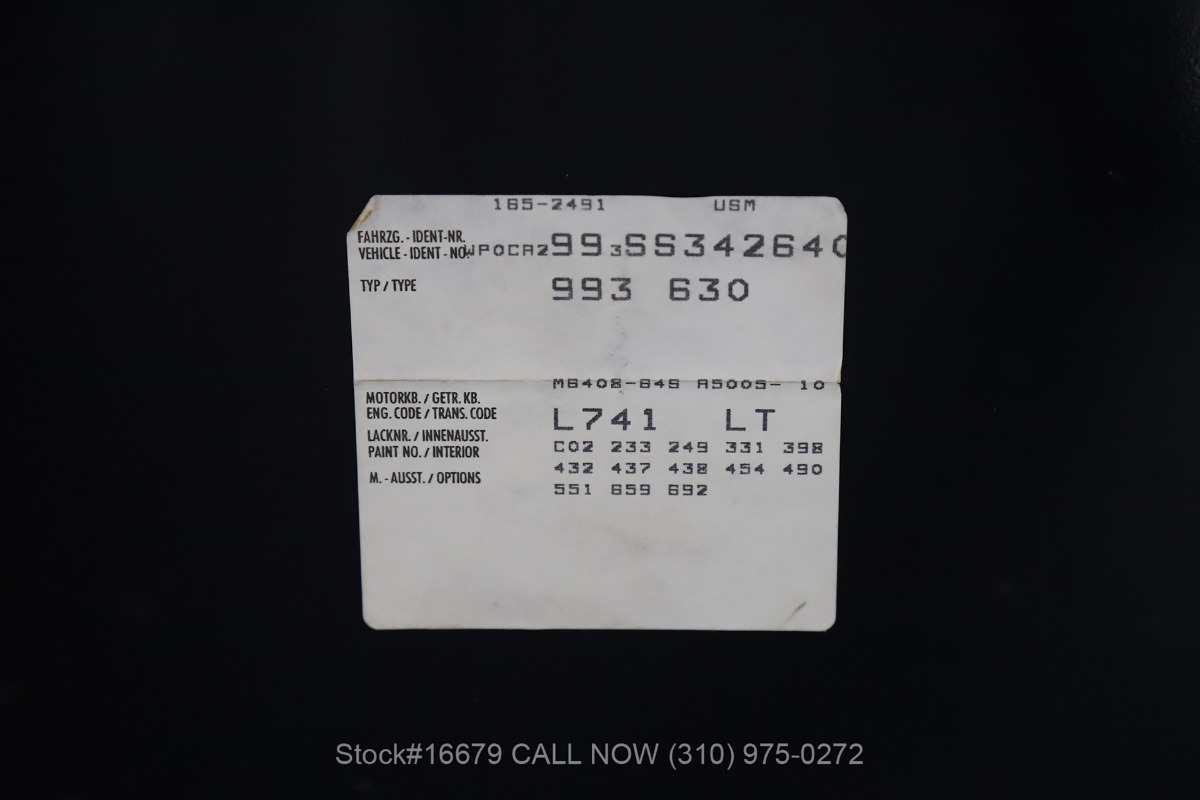 165-2491 USM
FAHRZG. - IDENT-NR.
VEHICLE - IDENT - NO. WP0CA2993SS342640
TYP / TYPE 993 630
M6408-64S A5005- 10
MOTORKB. / GETR. KB.
ENG. CODE / TRANS. CODE L741 LT
LACKNR. / INNENAUSST.
PAINT NO. / INTERIOR C02 233 249 331 398
432 437 438 454 490
M. - AUSST. / OPTIONS
551 659 692
Stock#16679 CALL NOW (310) 975-0272